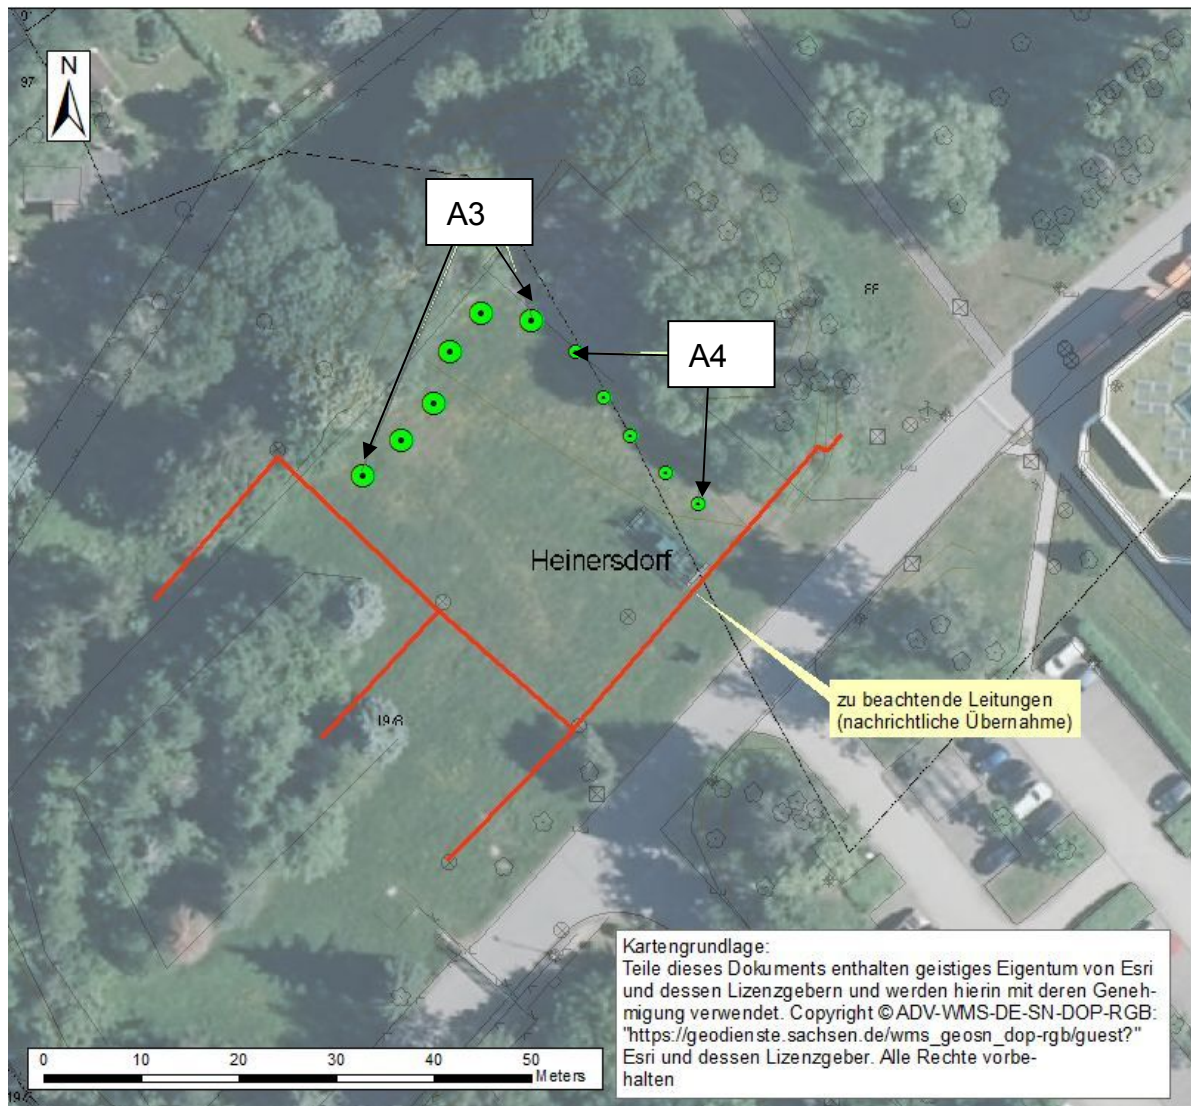 97
N
A3
88
A4
Heinersdorf
zu beachtende Leitungen
(nachrichtliche Übernahme)
Kartengrundlage:
Teile dieses Dokuments enthalten geistiges Eigentum von Esri
und dessen Lizenzgebern und werden hierin mit deren Geneh-
migung verwendet. Copyright ©ADV-WMS-DE-SN-DOP-RGB:
"https://geodienste.sachsen.de/wms_geosn_dop-rgb/guest?"
Esri und dessen Lizenzgeber. Alle Rechte vorbe-
halten
0 10 20 30 40 50
Meters